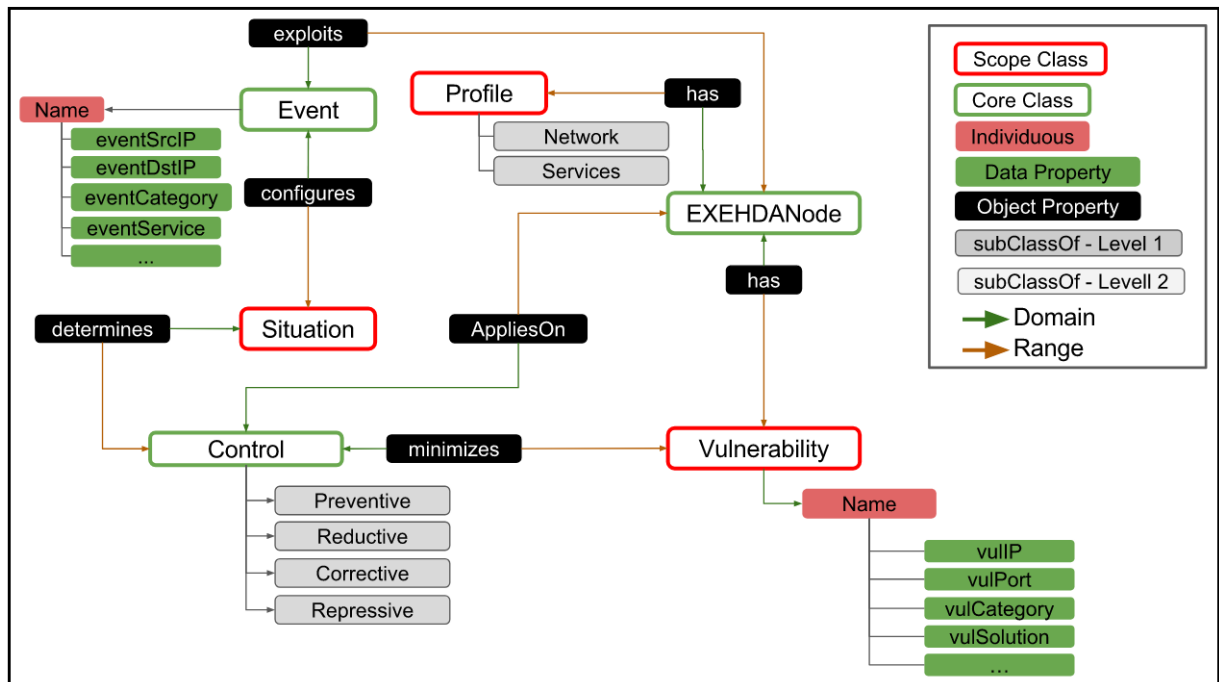 exploits
Scope Class
Profile
has
Core Class
Name
Event
eventSrcIP
Network
Individuous
eventDstIP
Services
Data Property
eventCategory
configures
Object Property
eventService
EXEHDANode
subClassOf - Level 1
...
has
subClassOf - Levell 2
determines
Situation
AppliesOn
Domain
Range
Control
minimizes
Vulnerability
Preventive
Name
Reductive
vulIP
Corrective
vulPort
Repressive
vulCategory
vulSolution
...